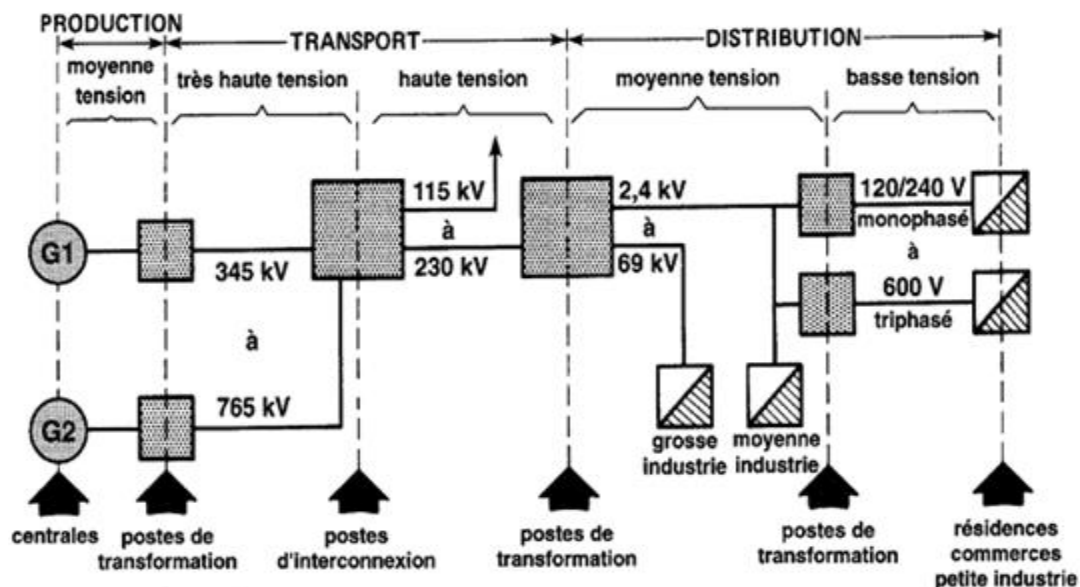 PRODUCTION
TRANSPORT
DISTRIBUTION
moyenne
tension
très haute tension
haute tension
moyenne tension
basse tension
115 kV
à
230 kV
2,4 kV
à
69 kV
120/240 V
monophasé
à
600 V
triphasé
G1
345 kV
à
765 kV
G2
grosse
industrie
moyenne
industrie
centrales
postes de
transformation
postes
d'interconnexion
postes de
transformation
postes de
transformation
résidences
commerces
petite industrie